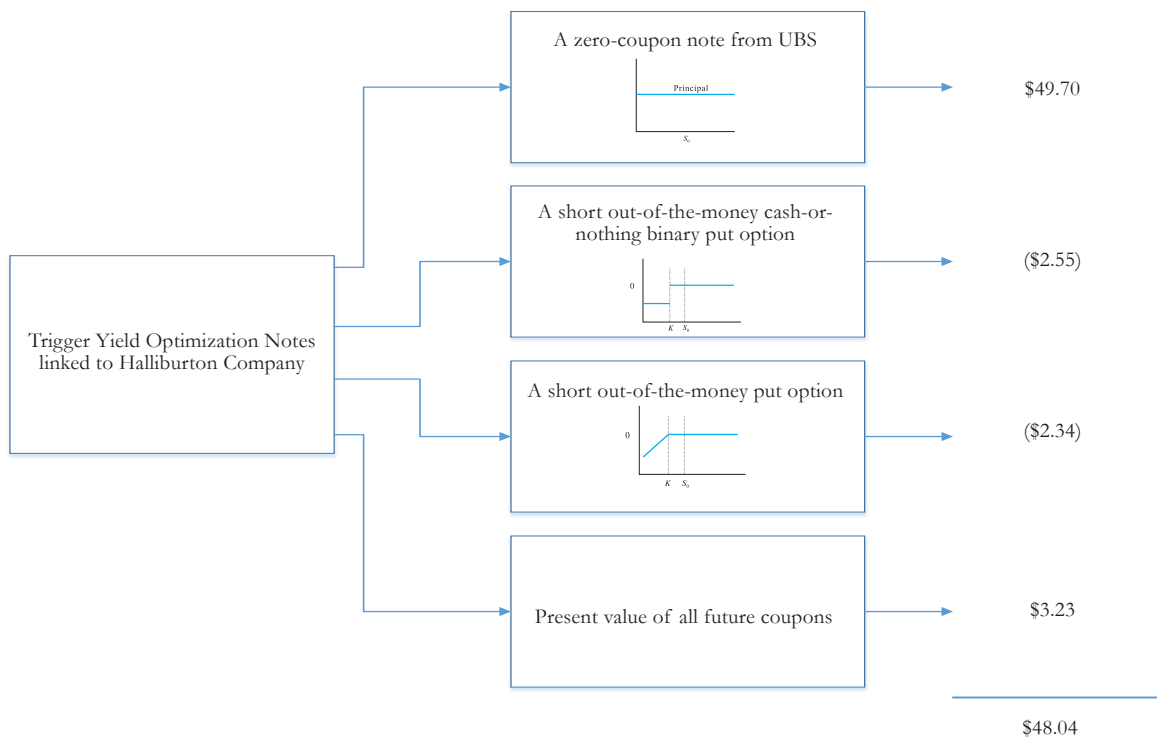 A zero-coupon note from UBS
Principal
S₀
$49.70
A short out-of-the-money cash-or-
nothing binary put option
0
K S₀
($2.55)
Trigger Yield Optimization Notes
linked to Halliburton Company
A short out-of-the-money put option
0
K S₀
($2.34)
Present value of all future coupons
$3.23
$48.04